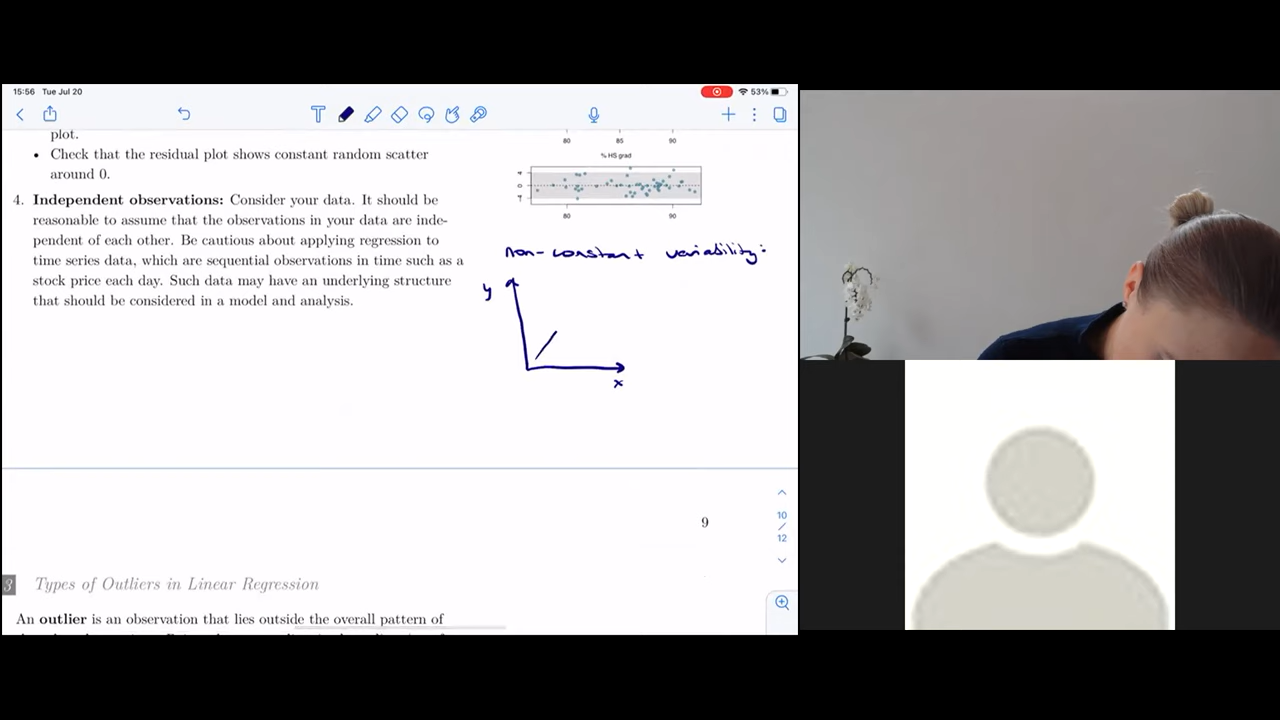 15:56 Tue Jul 20
53%
T
plot.
• Check that the residual plot shows constant random scatter
around 0.
4. Independent observations: Consider your data. It should be
reasonable to assume that the observations in your data are inde-
pendent of each other. Be cautious about applying regression to
time series data, which are sequential observations in time such as a
stock price each day. Such data may have an underlying structure
that should be considered in a model and analysis.
80 85 90
% HS grad
4
0
80 90
non-constant variability:
y
x
9
10
/
12
3 Types of Outliers in Linear Regression
An outlier is an observation that lies outside the overall pattern of